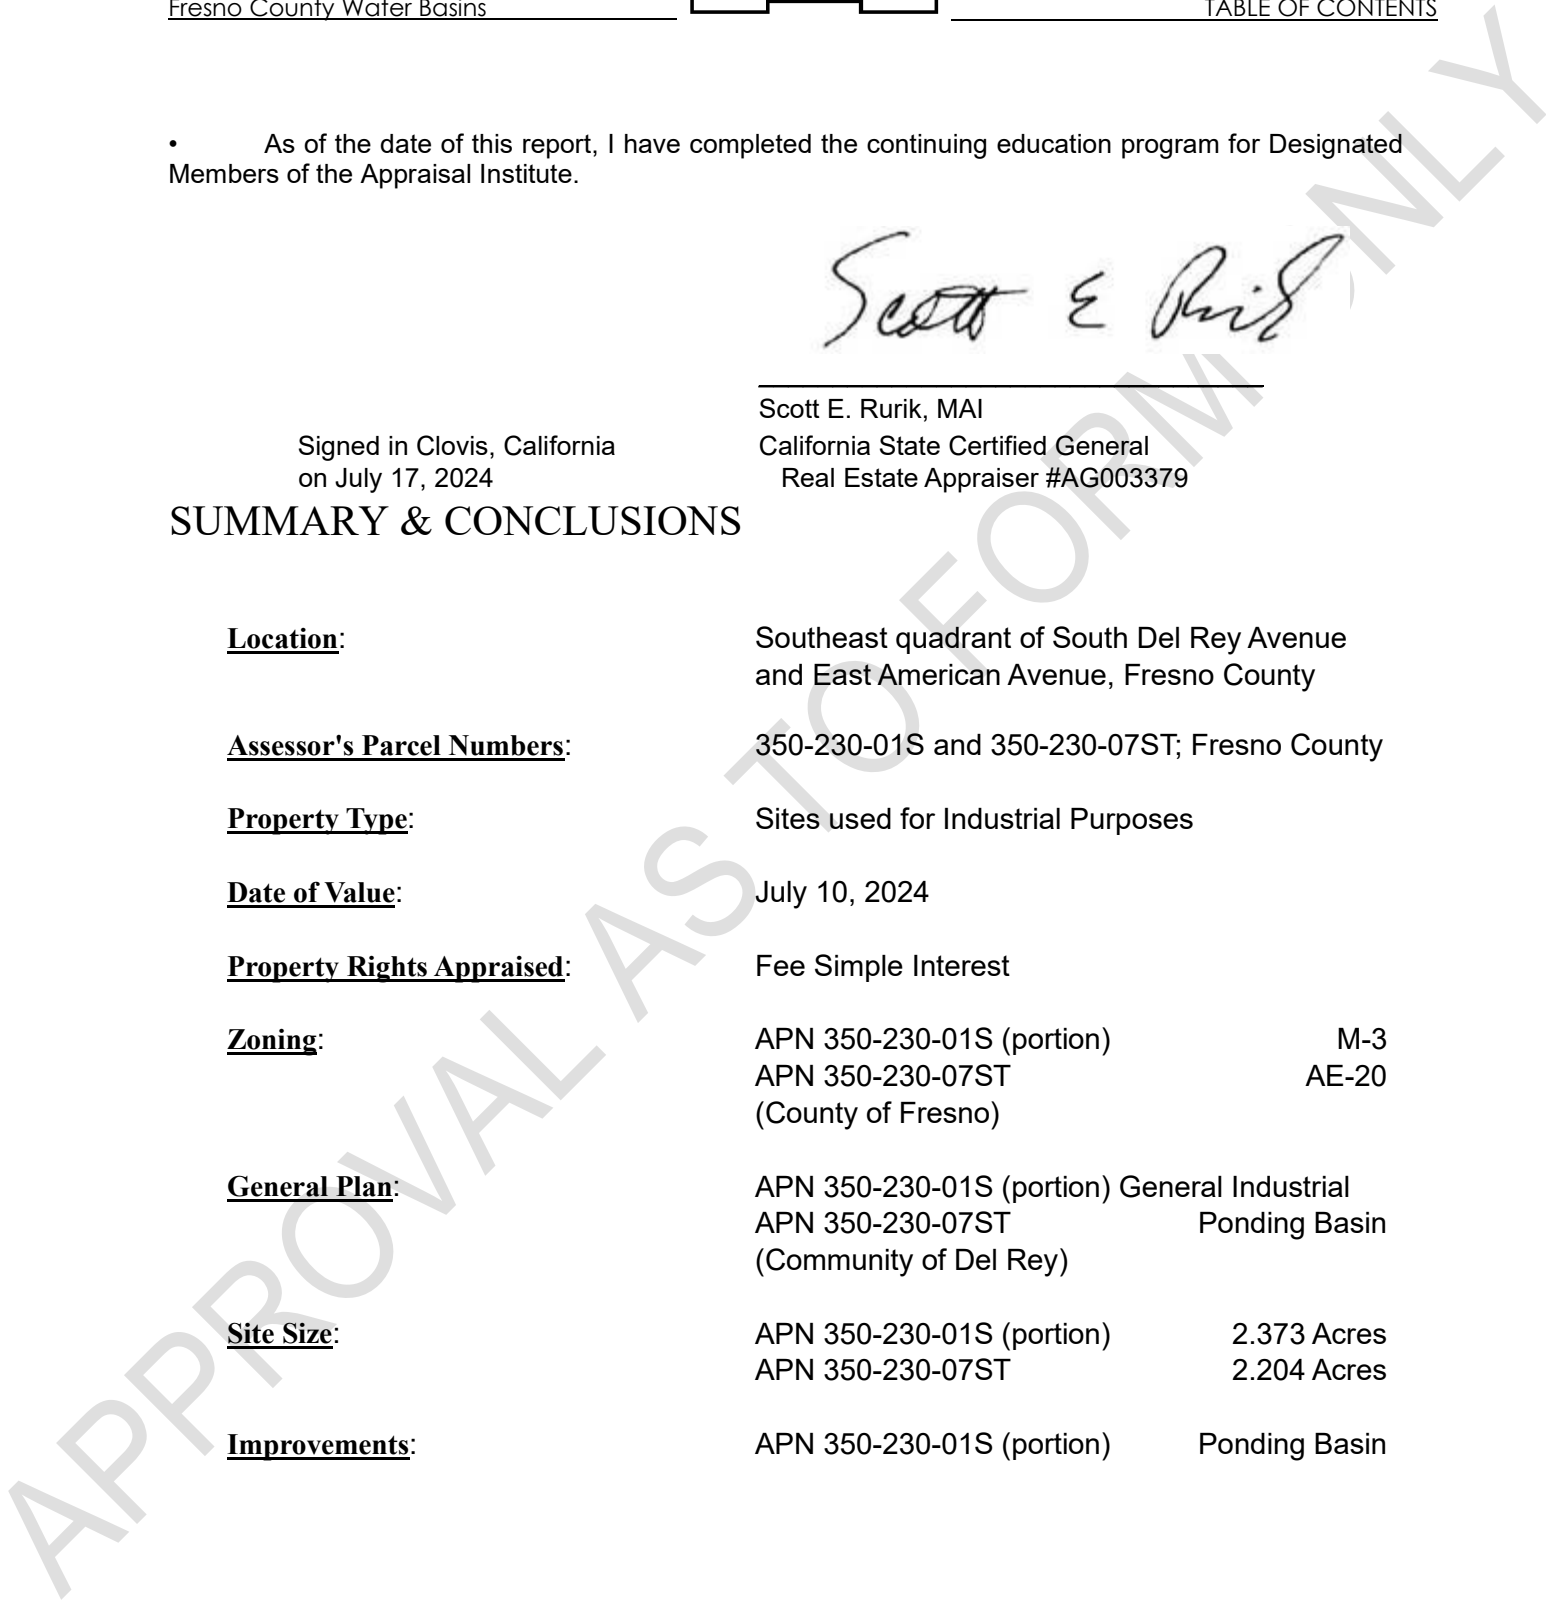 Fresno County Water Basins TABLE OF CONTENTS
• As of the date of this report, I have completed the continuing education program for Designated
Members of the Appraisal Institute.
Scott E Rurik
Scott E. Rurik, MAI
Signed in Clovis, California California State Certified General
on July 17, 2024 Real Estate Appraiser #AG003379
SUMMARY & CONCLUSIONS
Location: Southeast quadrant of South Del Rey Avenue
and East American Avenue, Fresno County
Assessor's Parcel Numbers: 350-230-01S and 350-230-07ST; Fresno County
Property Type: Sites used for Industrial Purposes
Date of Value: July 10, 2024
Property Rights Appraised: Fee Simple Interest
Zoning: APN 350-230-01S (portion) M-3
APN 350-230-07ST AE-20
(County of Fresno)
General Plan: APN 350-230-01S (portion) General Industrial
APN 350-230-07ST Ponding Basin
(Community of Del Rey)
Site Size: APN 350-230-01S (portion) 2.373 Acres
APN 350-230-07ST 2.204 Acres
Improvements: APN 350-230-01S (portion) Ponding Basin
APPROVAL AS TO FORM ONLY